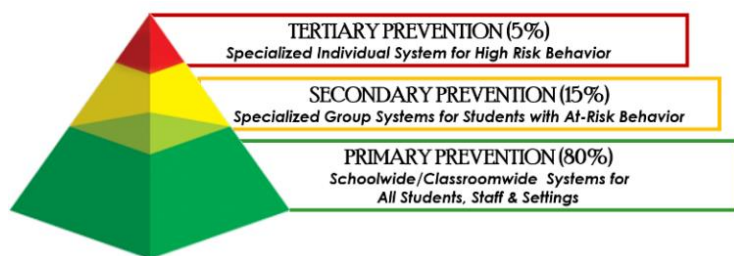 TERTIARY PREVENTION (5%)
Specialized Individual System for High Risk Behavior
SECONDARY PREVENTION (15%)
Specialized Group Systems for Students with At-Risk Behavior
PRIMARY PREVENTION (80%)
Schoolwide/Classroomwide Systems for
All Students, Staff & Settings